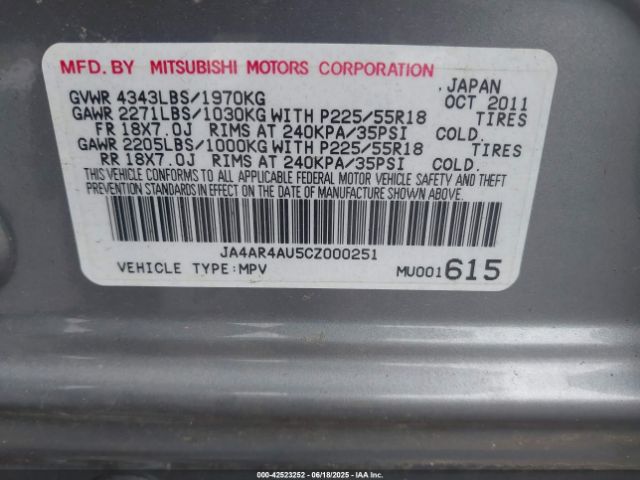 MFD.BY MITSUBISHI MOTORS CORPORATION
GVWR 4343LBS/1970KG JAPAN OCT 2011
GAWR 2271LBS/1030KG WITH P225/55R18 TIRES
FR 18X7.0J RIMS AT 240KPA/35PSI COLD.
GAWR 2205LBS/1000KG WITH P225/55R18 TIRES
RR 18X7.0J RIMS AT 240KPA/35PSI COLD.
THIS VEHICLE CONFORMS TO ALL APPLICABLE FEDERAL MOTOR VEHICLE SAFETY AND THEFT
PREVENTION STANDARDS IN EFFECT ON THE DATE OF MANUFACTURE SHOWN ABOVE.
JA4AR4AU5CZ000251
VEHICLE TYPE:MPV MU001615
000-42523252 - 06/18/2025 - IAAI.COM